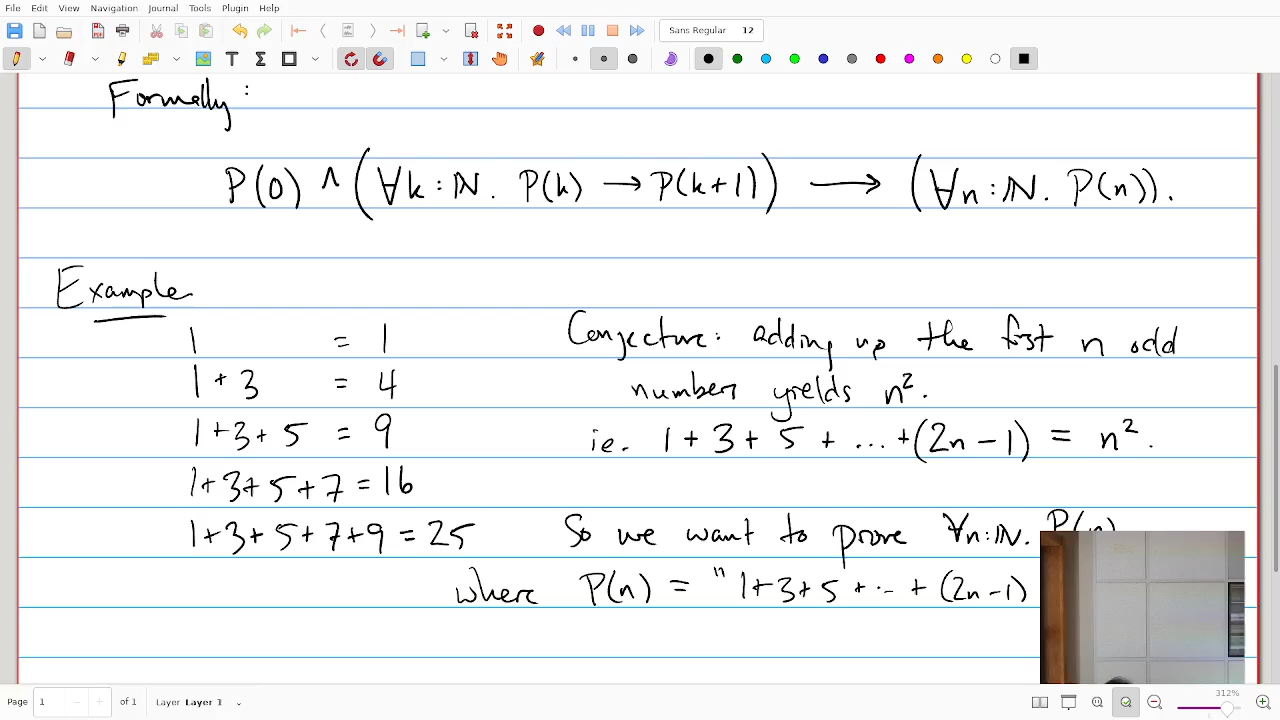 File Edit View Navigation Journal Tools Plugin Help
Sans Regular 12
Formally:
P(0) ∧ (∀k : ℕ. P(k) → P(k+1)) → (∀n : ℕ. P(n)).
Example
1 = 1
1 + 3 = 4
1+3+5 = 9
1+3+5+7 = 16
1+3+5+7+9 = 25
Conjecture: adding up the first n odd
numbers yields n².
ie. 1 + 3 + 5 + ... + (2n - 1) = n².
So we want to prove ∀n:ℕ. P(n)
where P(n) = " 1+3+5 + ... + (2n-1)
Page 1 of 1 Layer Layer 1
312%